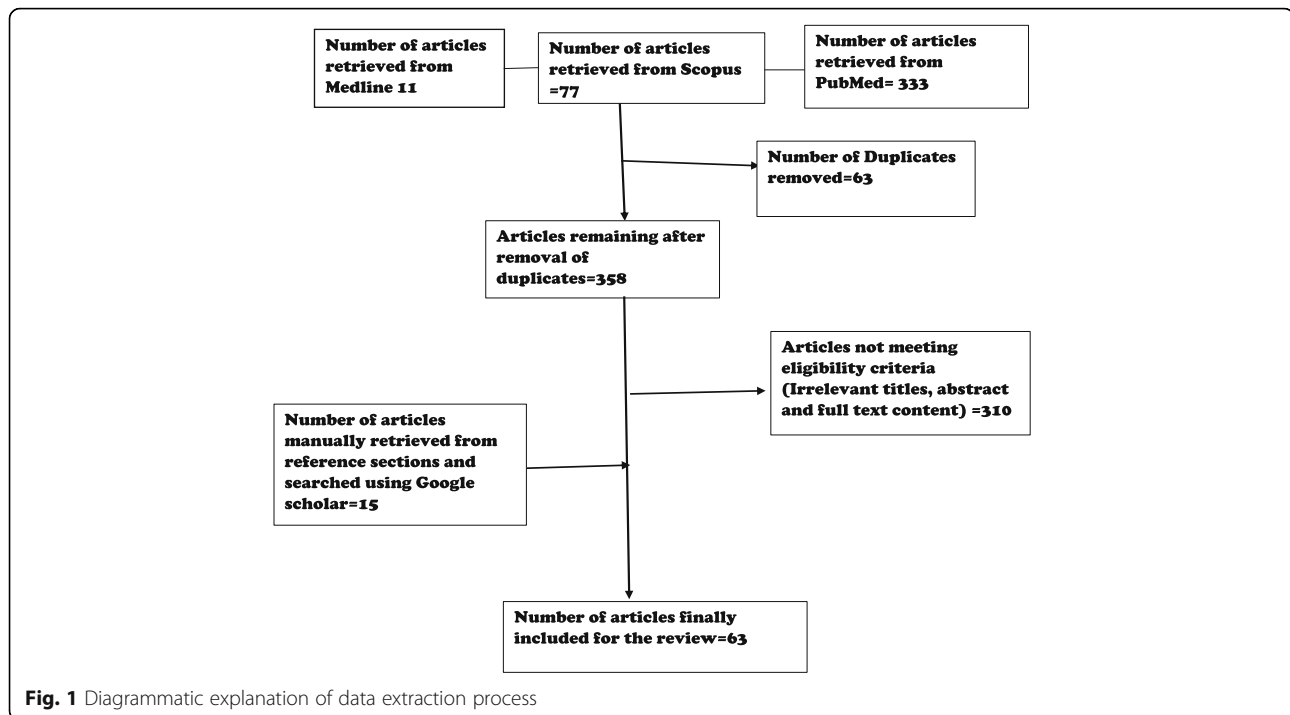 Number of articles
retrieved from
Medline 11
Number of articles
retrieved from Scopus
=77
Number of articles
retrieved from
PubMed= 333
Number of Duplicates
removed=63
Articles remaining after
removal of
duplicates=358
Articles not meeting
eligibility criteria
(Irrelevant titles, abstract
and full text content) =310
Number of articles
manually retrieved from
reference sections and
searched using Google
scholar=15
Number of articles finally
included for the review=63
Fig. 1 Diagrammatic explanation of data extraction process